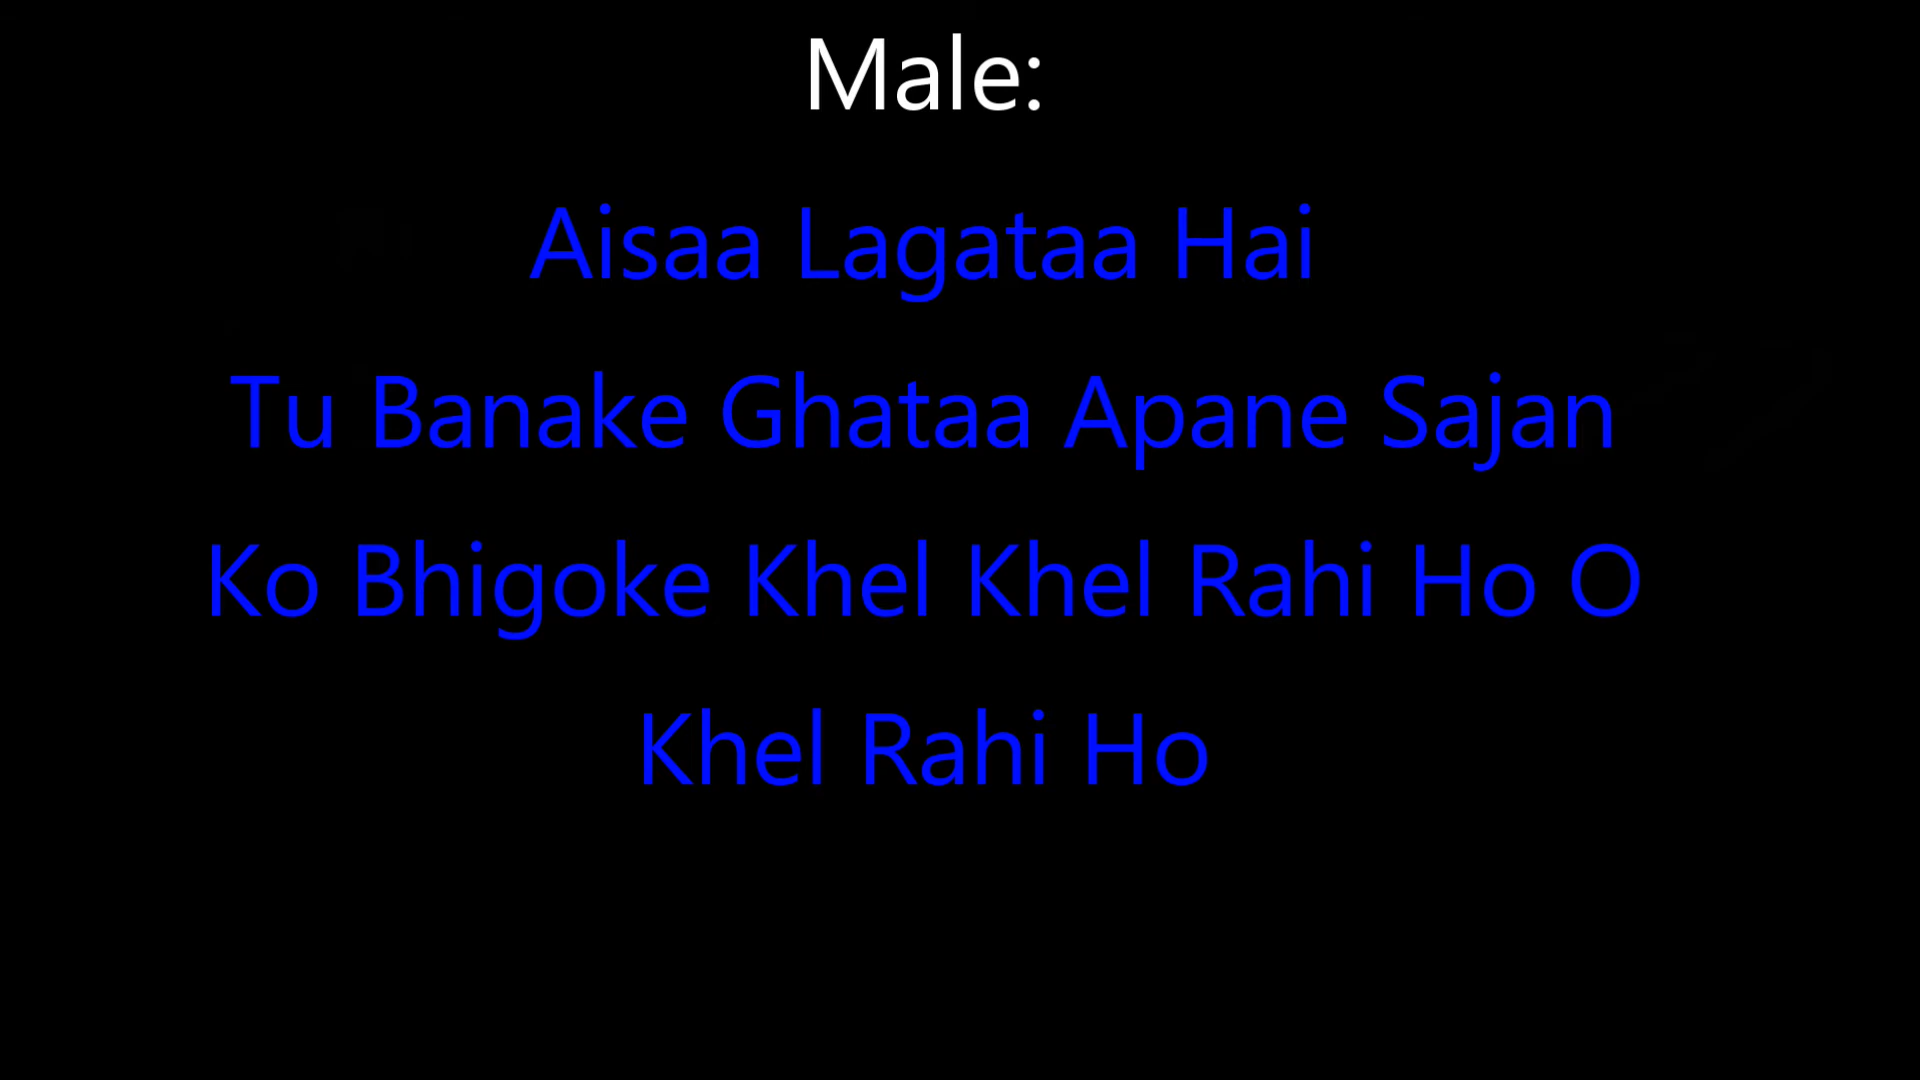 Male:
Aisaa Lagataa Hai
Tu Banake Ghataa Apane Sajan
Ko Bhigoke Khel Khel Rahi Ho O
Khel Rahi Ho